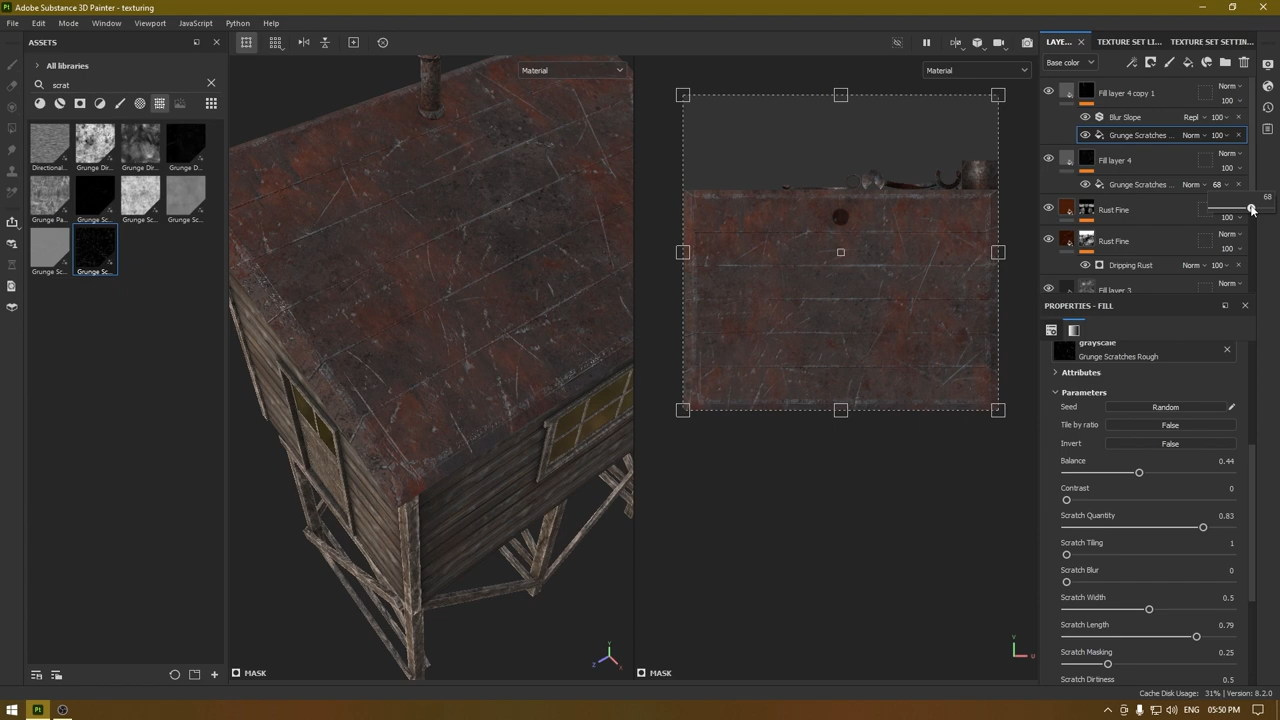 Adobe Substance 3D Painter - texturing
File Edit Mode Window Viewport JavaScript Python Help
ASSETS
All libraries
scrat
Directional...
Grunge Dir...
Grunge Dir...
Grunge D...
Grunge Pa...
Grunge Sc...
Grunge Sc...
Grunge Sc...
Grunge Sc...
Grunge Sc...
Material
Material
MASK
MASK
LAYE...
TEXTURE SET LI...
TEXTURE SET SETTIN...
Base color
Norm
Fill layer 4 copy 1
100
Blur Slope Repl 100
Grunge Scratches ... Norm 100
Norm
Fill layer 4
100
Grunge Scratches ... Norm 68
68
Rust Fine
100
Norm
Rust Fine
100
Dripping Rust Norm 100
Norm
Fill layer 3
PROPERTIES - FILL
grayscale
Grunge Scratches Rough
Attributes
Parameters
Seed Random
Tile by ratio False
Invert False
Balance 0.44
Contrast 0
Scratch Quantity 0.83
Scratch Tiling 1
Scratch Blur 0
Scratch Width 0.5
Scratch Length 0.79
Scratch Masking 0.25
Scratch Dirtiness 0.5
Cache Disk Usage: 31% | Version: 8.2.0
ENG 05:50 PM